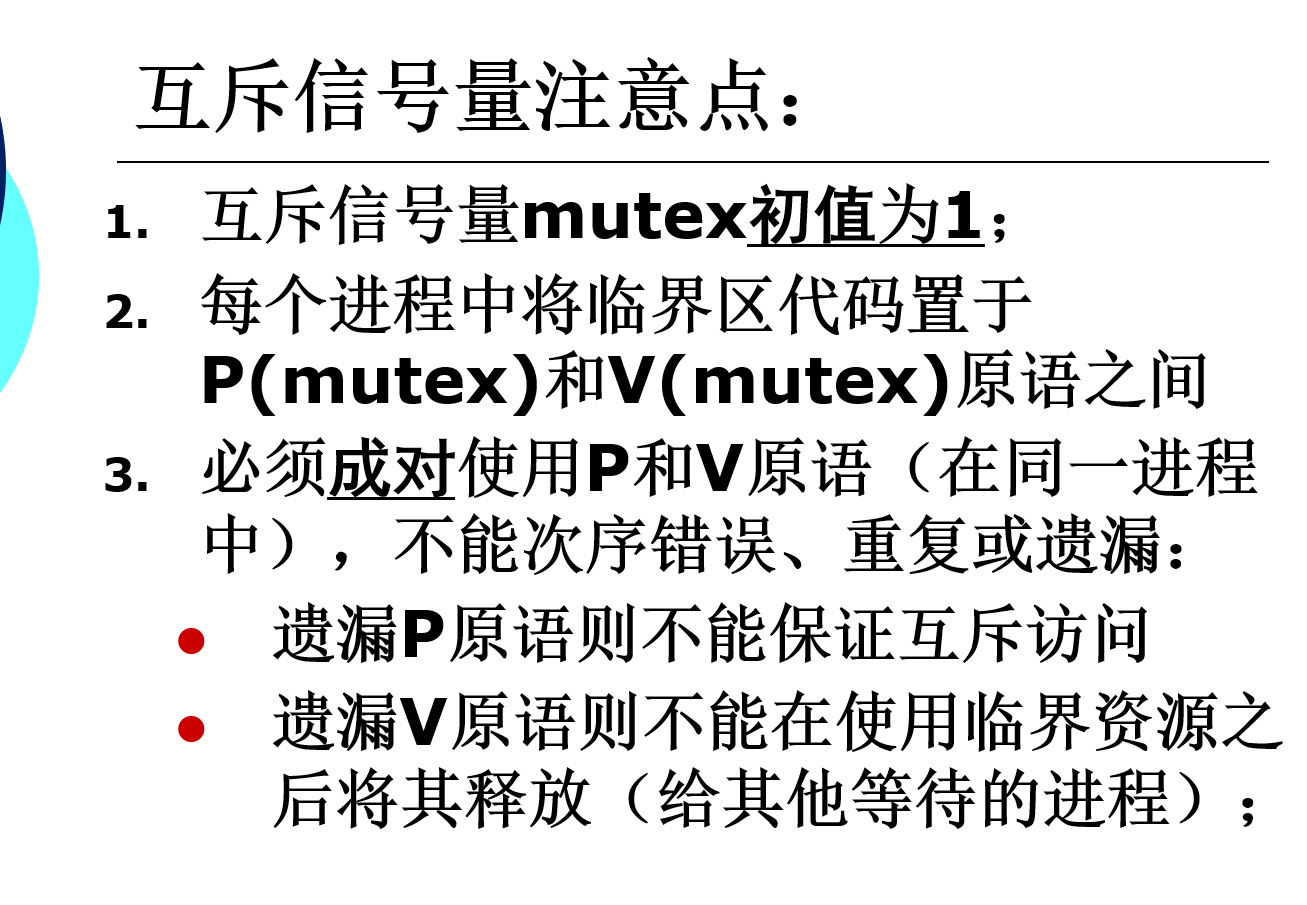 互斥信号量注意点：
1. 互斥信号量mutex初值为1；
2. 每个进程中将临界区代码置于
P(mutex)和V(mutex)原语之间
3. 必须成对使用P和V原语（在同一进程
中），不能次序错误、重复或遗漏：
● 遗漏P原语则不能保证互斥访问
● 遗漏V原语则不能在使用临界资源之
后将其释放（给其他等待的进程）；